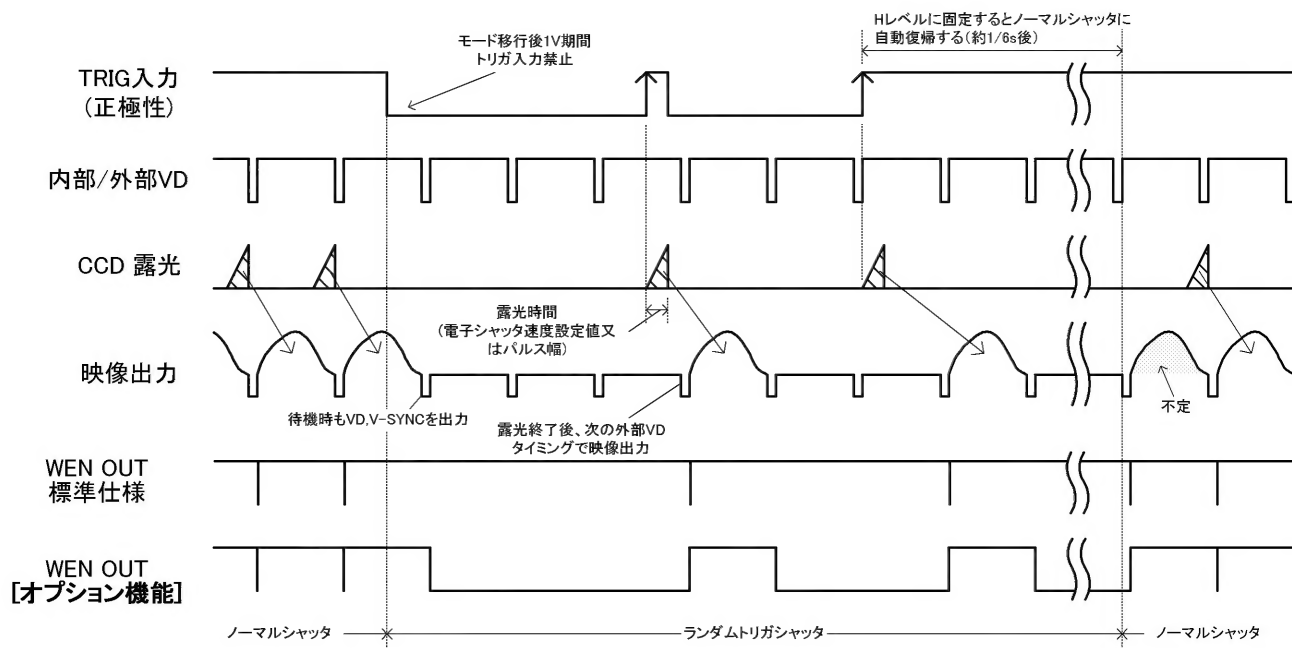 Hレベルに固定するとノーマルシャッタに
自動復帰する(約1/6s後)
モード移行後1V期間
トリガ入力禁止
TRIG入力
(正極性)
内部/外部VD
CCD 露光
露光時間
(電子シャッタ速度設定値又
はパルス幅)
映像出力
待機時もVD,V-SYNCを出力
露光終了後、次の外部VD
タイミングで映像出力
不定
WEN OUT
標準仕様
WEN OUT
[オプション機能]
ノーマルシャッタ
ランダムトリガシャッタ
ノーマルシャッタ